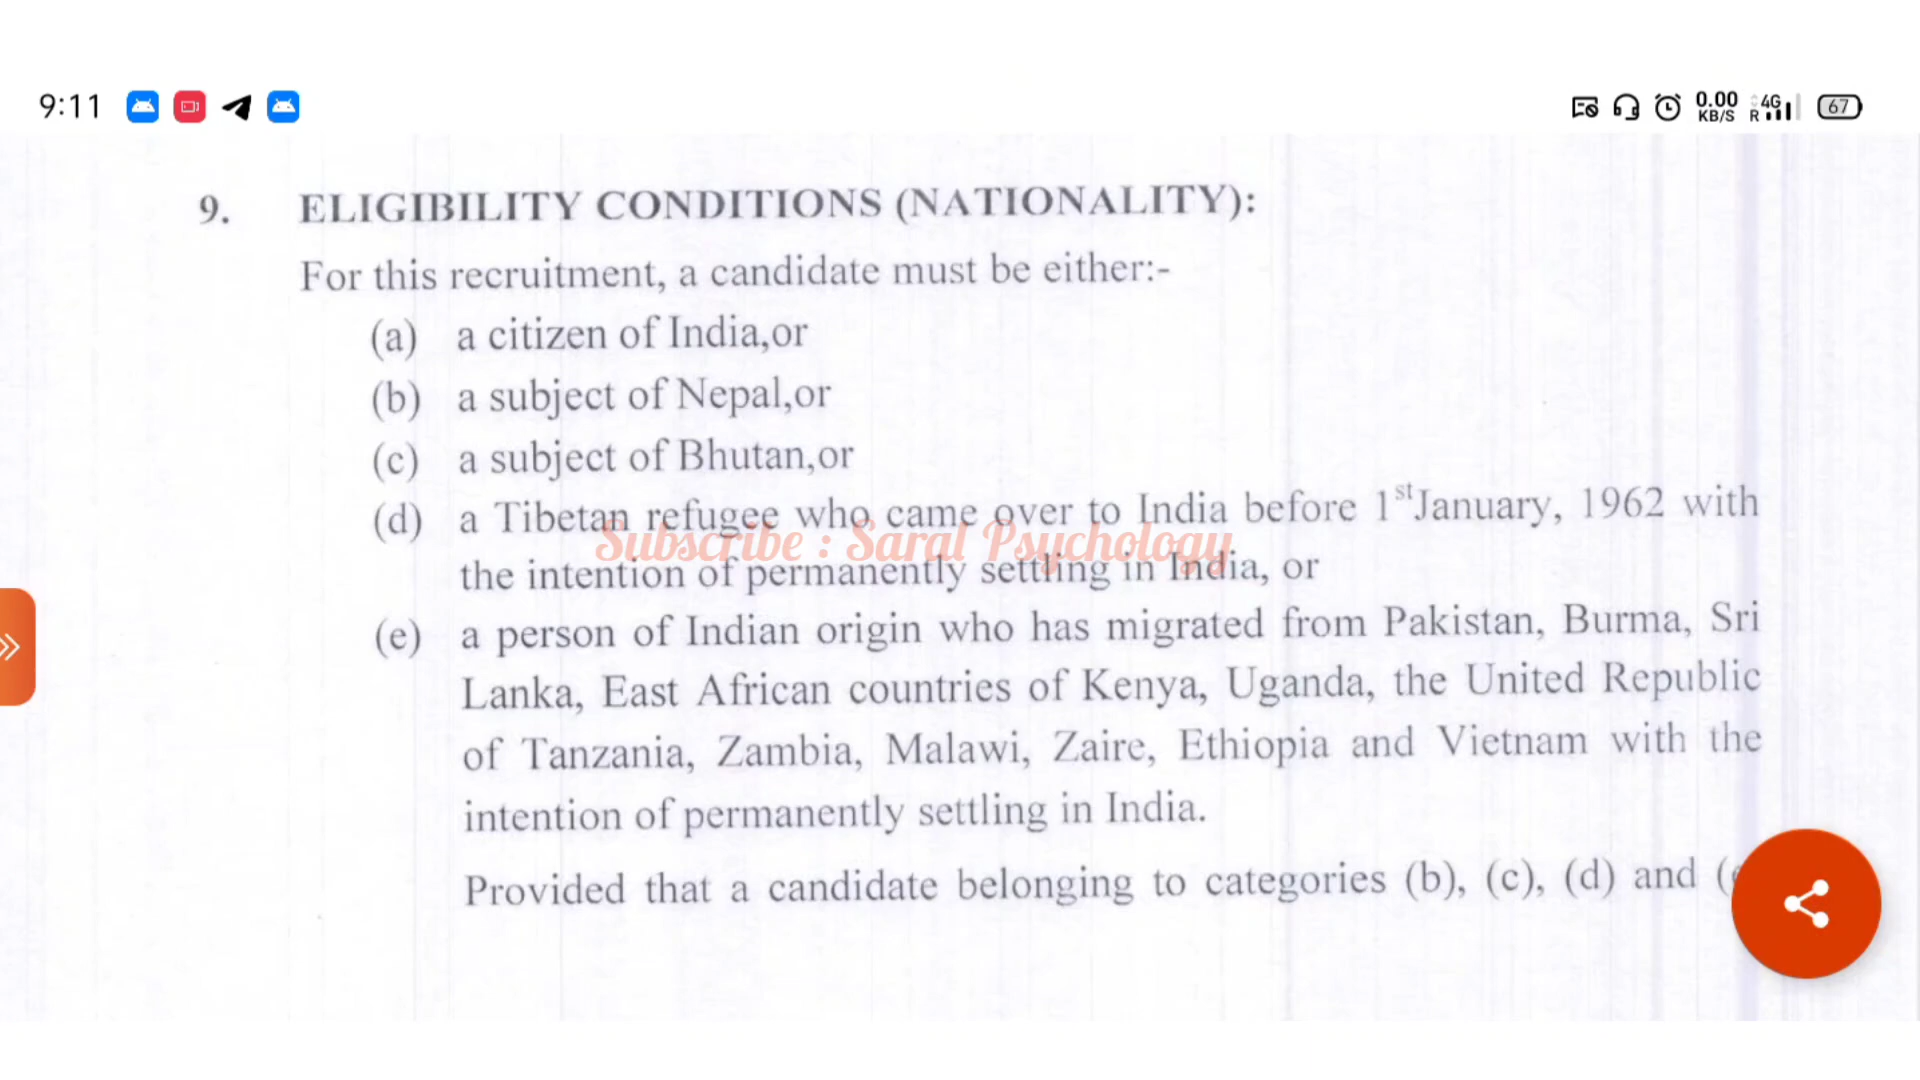 9:11
0.00
KB/S
R
4G
67
9. ELIGIBILITY CONDITIONS (NATIONALITY):
For this recruitment, a candidate must be either:-
(a) a citizen of India,or
(b) a subject of Nepal,or
(c) a subject of Bhutan,or
(d) a Tibetan refugee who came over to India before 1stJanuary, 1962 with
Subscribe : Saral Psychology
the intention of permanently settling in India, or
(e) a person of Indian origin who has migrated from Pakistan, Burma, Sri
Lanka, East African countries of Kenya, Uganda, the United Republic
of Tanzania, Zambia, Malawi, Zaire, Ethiopia and Vietnam with the
intention of permanently settling in India.
Provided that a candidate belonging to categories (b), (c), (d) and (